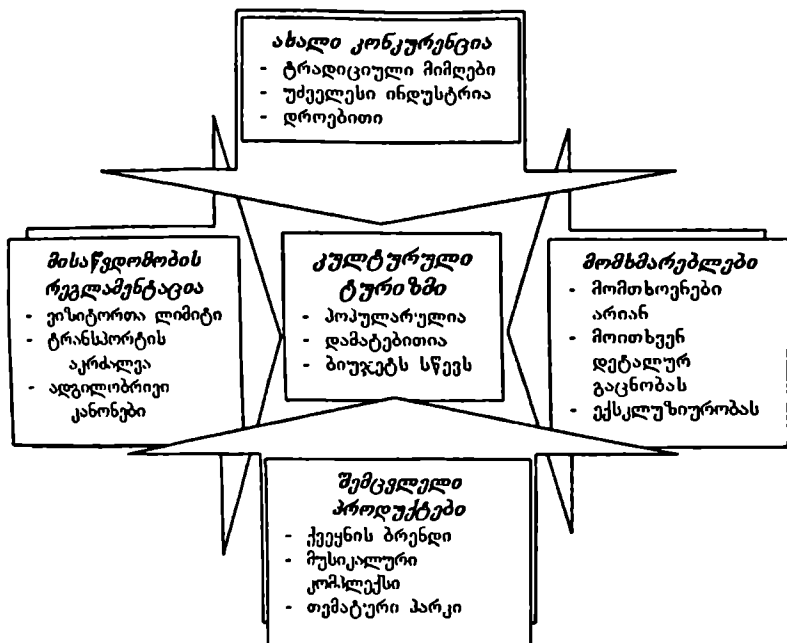 ახალი კონკურენცია
- ტრადიციული მიმღები
- უძველესი ინდუსტრია
- დროებითი
მისაწვდომობის
რეგლამენტაცია
- ვიზიტორთა ლიმიტი
- ტრანსპორტის
აკრძალვა
- ადგილობრივი
კანონები
კულტურული
ტურიზმი
- პოპულარულია
- დამატებითია
- ბიუჯეტს სწევს
მომხმარებლები
- მომთხოვნები
არიან
- მოითხვენ
დეტალურ
გაცნობას
- ექსკლუზიურობას
შემცვლელი
პროდუქტები
- ქვეყნის ბრენდი
- მუსიკალური
კომპლექსი
- თემატური პარკი